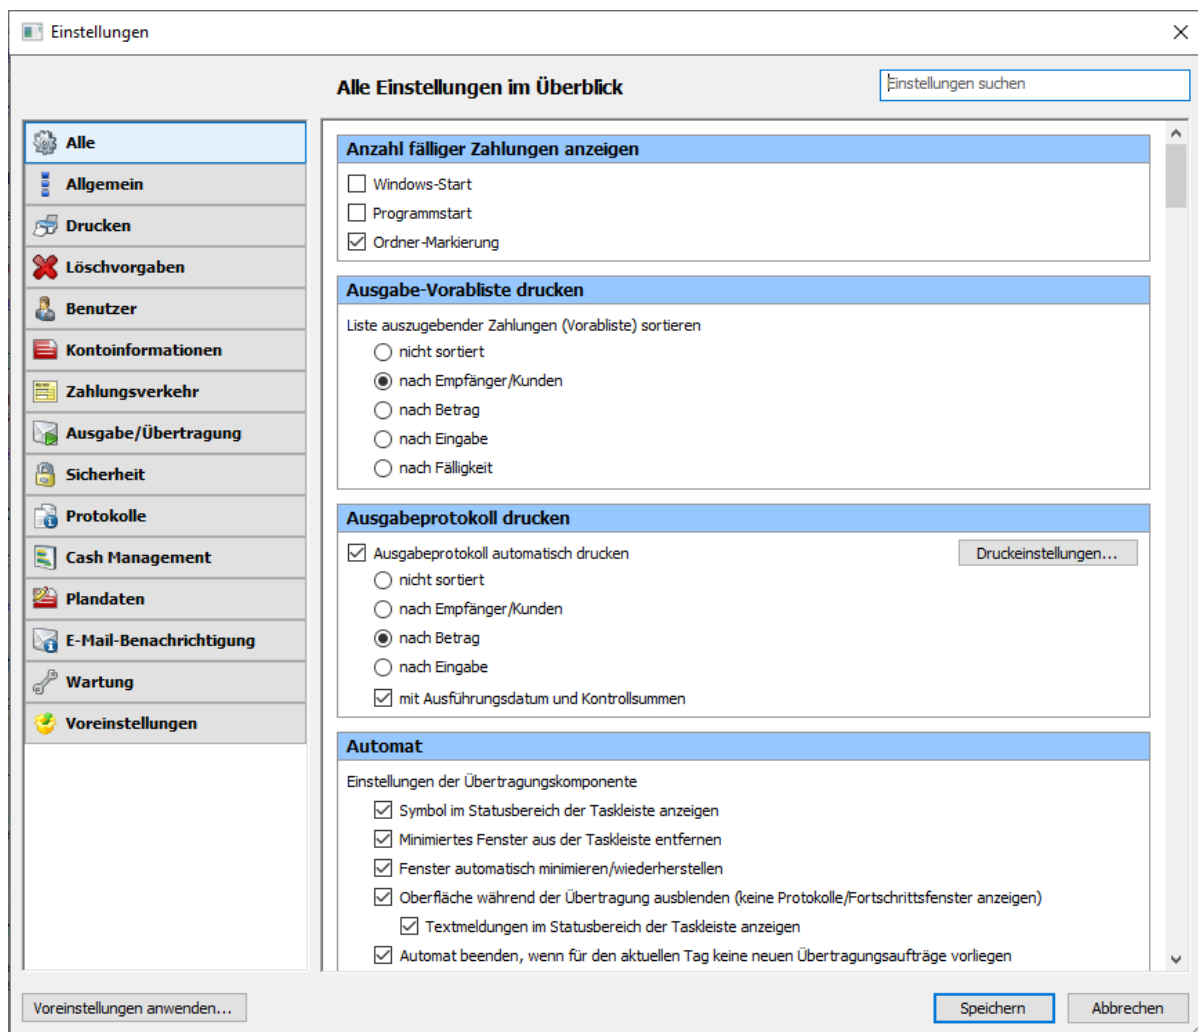 Einstellungen
Alle Einstellungen im Überblick
Einstellungen suchen
Alle
Allgemein
Drucken
Löschvorgaben
Benutzer
Kontoinformationen
Zahlungsverkehr
Ausgabe/Übertragung
Sicherheit
Protokolle
Cash Management
Plandaten
E-Mail-Benachrichtigung
Wartung
Voreinstellungen
Anzahl fälliger Zahlungen anzeigen
Windows-Start
Programmstart
Ordner-Markierung
Ausgabe-Vorabliste drucken
Liste auszugebender Zahlungen (Vorabliste) sortieren
nicht sortiert
nach Empfänger/Kunden
nach Betrag
nach Eingabe
nach Fälligkeit
Ausgabeprotokoll drucken
Ausgabeprotokoll automatisch drucken
Druckeinstellungen...
nicht sortiert
nach Empfänger/Kunden
nach Betrag
nach Eingabe
mit Ausführungsdatum und Kontrollsummen
Automat
Einstellungen der Übertragungskomponente
Symbol im Statusbereich der Taskleiste anzeigen
Minimiertes Fenster aus der Taskleiste entfernen
Fenster automatisch minimieren/wiederherstellen
Oberfläche während der Übertragung ausblenden (keine Protokolle/Fortschrittsfenster anzeigen)
Textmeldungen im Statusbereich der Taskleiste anzeigen
Automat beenden, wenn für den aktuellen Tag keine neuen Übertragungsaufträge vorliegen
Voreinstellungen anwenden...
Speichern
Abbrechen